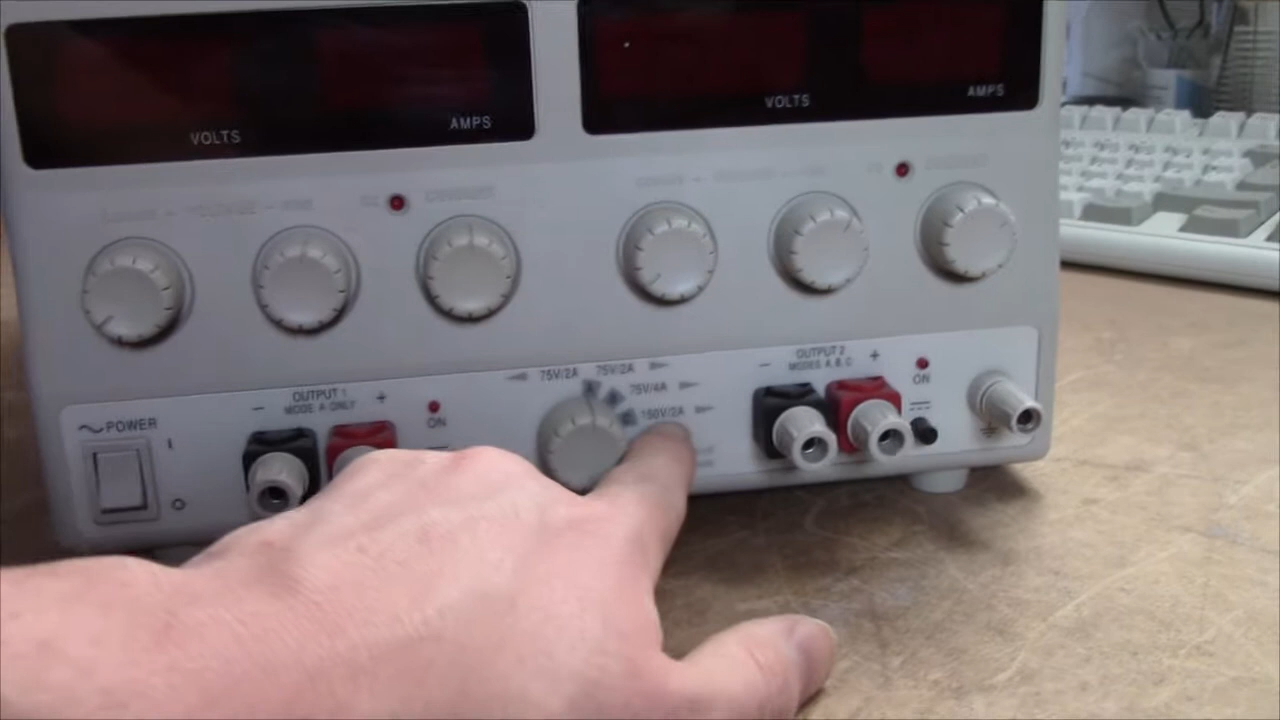 VOLTS AMPS
VOLTS AMPS
POWER
I
O
OUTPUT 1
MODE A ONLY
− +
ON
75V/2A 75V/2A
75V/4A
150V/2A
OUTPUT 2
MODES A, B, C
− +
ON